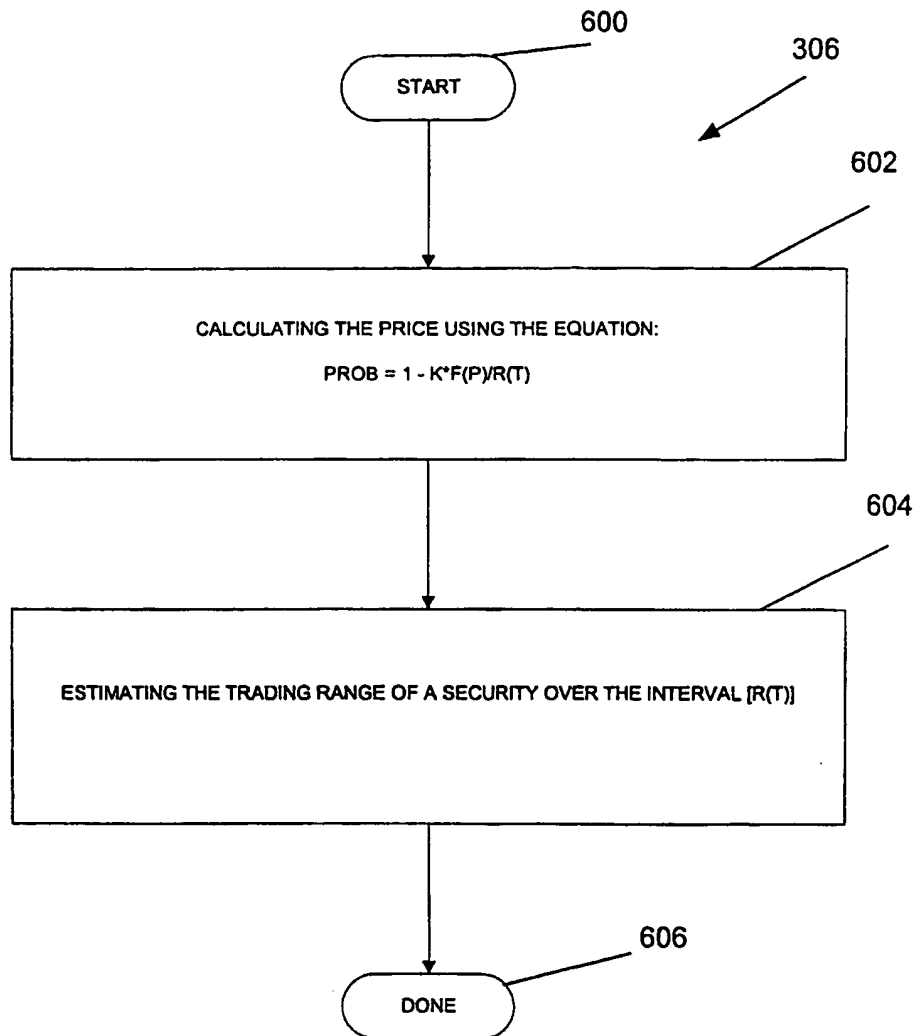 600
START
306
602
CALCULATING THE PRICE USING THE EQUATION:
PROB = 1 - K*F(P)/R(T)
604
ESTIMATING THE TRADING RANGE OF A SECURITY OVER THE INTERVAL [R(T)]
606
DONE